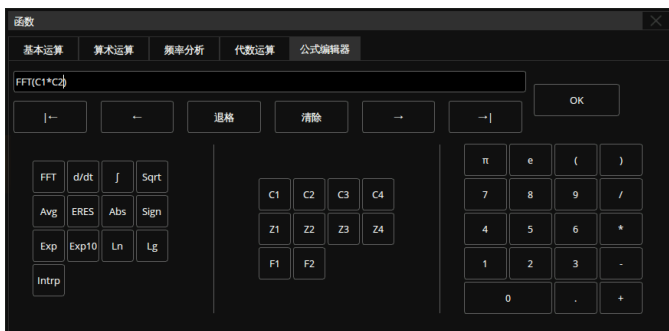 函数
基本运算 算术运算 频率分析 代数运算 公式编辑器
FFT(C1*C2)
OK
|← ← 退格 清除 → →|
FFT d/dt ∫ Sqrt
Avg ERES Abs Sign
Exp Exp10 Ln Lg
Intrp
C1 C2 C3 C4
Z1 Z2 Z3 Z4
F1 F2
π e ( )
7 8 9 /
4 5 6 *
1 2 3 -
0 . +